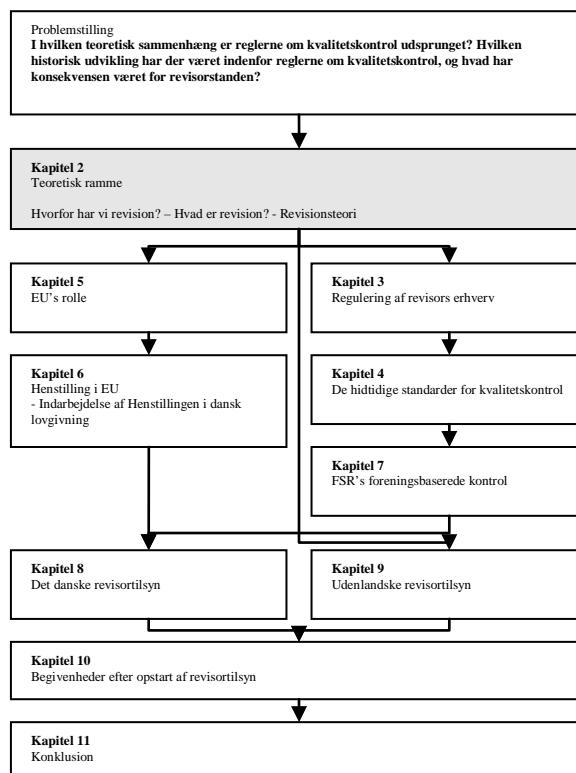 Problemstilling
I hvilken teoretisk sammenhæng er reglerne om kvalitetskontrol udsprunget? Hvilken
historisk udvikling har der været indenfor reglerne om kvalitetskontrol, og hvad har
konsekvensen været for revisorstanden?
Kapitel 2
Teoretisk ramme
Hvorfor har vi revision? – Hvad er revision? - Revisionsteori
Kapitel 5
EU's rolle
Kapitel 3
Regulering af revisors erhverv
Kapitel 6
Henstilling i EU
- Indarbejdelse af Henstillingen i dansk
lovgivning
Kapitel 4
De hidtidige standarder for kvalitetskontrol
Kapitel 7
FSR's foreningsbaserede kontrol
Kapitel 8
Det danske revisortilsyn
Kapitel 9
Udenlandske revisortilsyn
Kapitel 10
Begivenheder efter opstart af revisortilsyn
Kapitel 11
Konklusion